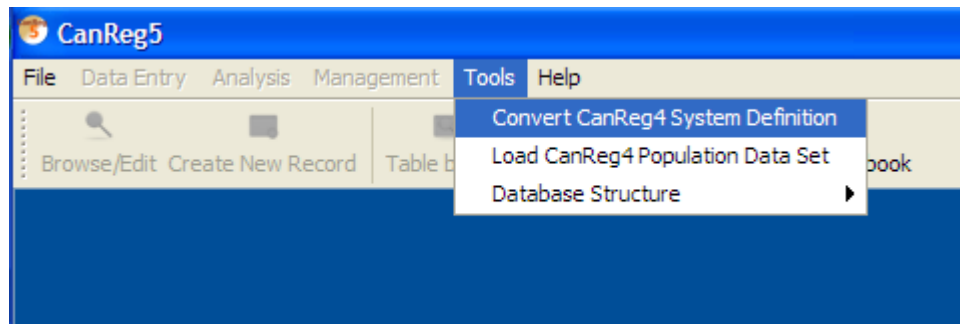 CanReg5
File Data Entry Analysis Management Tools Help
Convert CanReg4 System Definition
Load CanReg4 Population Data Set
Database Structure
Browse/Edit Create New Record Table